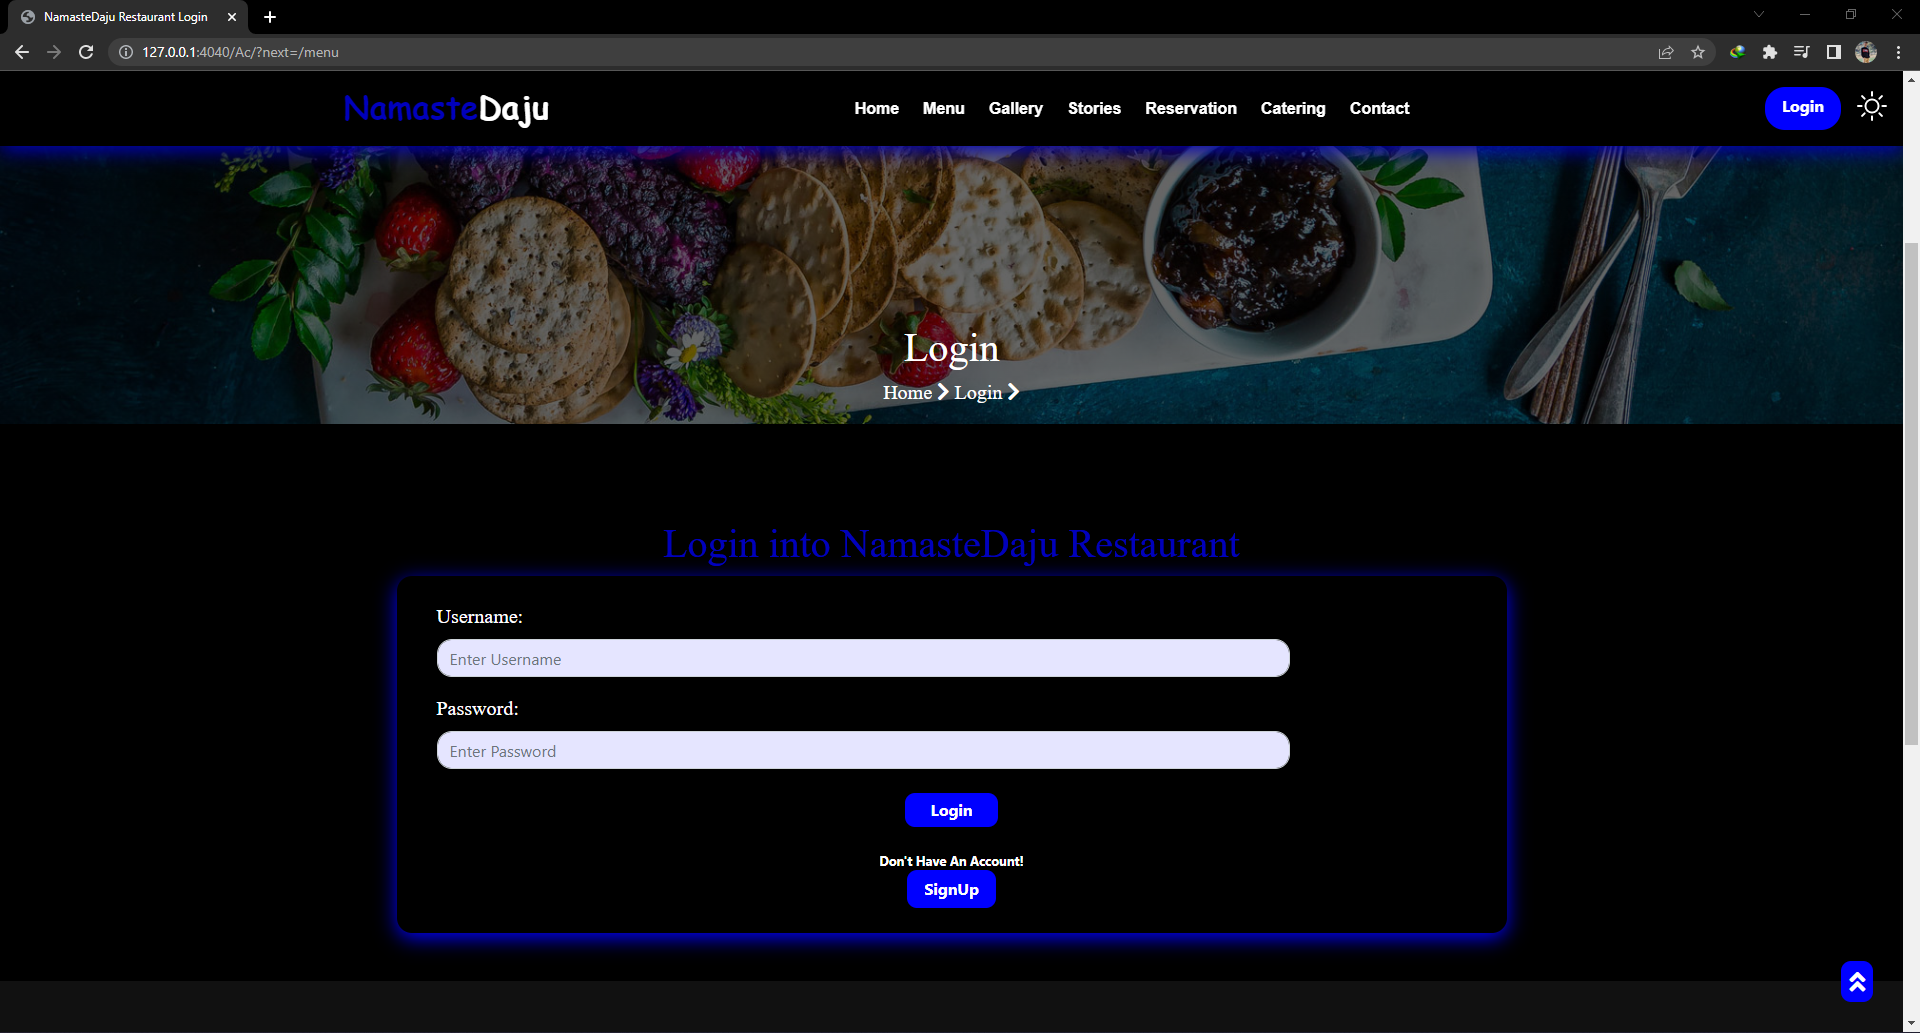 NamasteDaju Restaurant Login
127.0.0.1:4040/Ac/?next=/menu
NamasteDaju
Home Menu Gallery Stories Reservation Catering Contact
Login
Login
Home Login
Login into NamasteDaju Restaurant
Username:
Enter Username
Password:
Enter Password
Login
Don't Have An Account!
SignUp